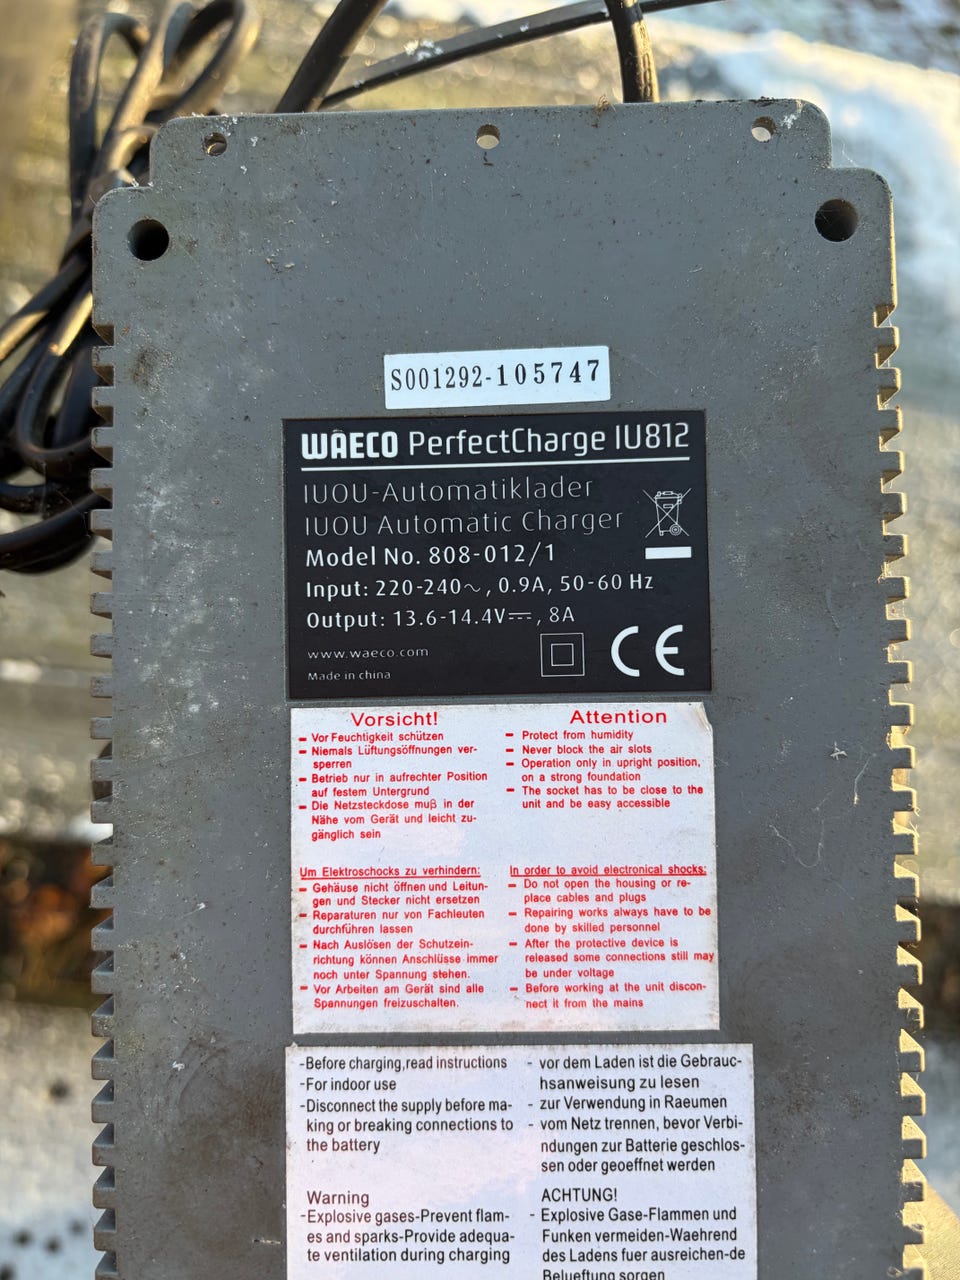 S001292-105747
WAECO PerfectCharge IU812
IUOU-Automatiklader
IUOU Automatic Charger
Model No. 808-012/1
Input: 220-240~, 0.9A, 50-60 Hz
Output: 13.6-14.4V⎓, 8A
www.waeco.com
Made in china
CE
Vorsicht!
- Vor Feuchtigkeit schützen
- Niemals Lüftungsöffnungen ver-
sperren
- Betrieb nur in aufrechter Position
auf festem Untergrund
- Die Netzsteckdose muß in der
Nähe vom Gerät und leicht zu-
gänglich sein
Um Elektroschocks zu verhindern:
- Gehäuse nicht öffnen und Leitun-
gen und Stecker nicht ersetzen
- Reparaturen nur von Fachleuten
durchführen lassen
- Nach Auslösen der Schutzein-
richtung können Anschlüsse immer
noch unter Spannung stehen.
- Vor Arbeiten am Gerät sind alle
Spannungen freizuschalten.
Attention
- Protect from humidity
- Never block the air slots
- Operation only in upright position,
on a strong foundation
- The socket has to be close to the
unit and be easy accessible
In order to avoid electronical shocks:
- Do not open the housing or re-
place cables and plugs
- Repairing works always have to be
done by skilled personnel
- After the protective device is
released some connections still may
be under voltage
- Before working at the unit discon-
nect it from the mains
-Before charging,read instructions
-For indoor use
-Disconnect the supply before ma-
king or breaking connections to
the battery
Warning
-Explosive gases-Prevent flam-
es and sparks-Provide adequa-
te ventilation during charging
- vor dem Laden ist die Gebrauc-
hsanweisung zu lesen
- zur Verwendung in Raeumen
- vom Netz trennen, bevor Verbi-
ndungen zur Batterie geschlos-
sen oder geoeffnet werden
ACHTUNG!
- Explosive Gase-Flammen und
Funken vermeiden-Waehrend
des Ladens fuer ausreichen-de
Belueftung sorgen